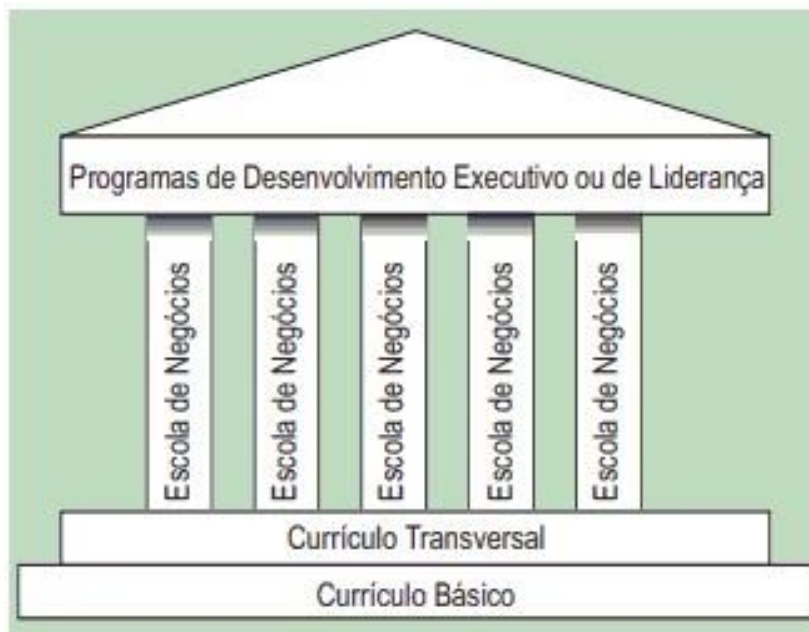 Programas de Desenvolvimento Executivo ou de Liderança
Escola de Negócios
Escola de Negócios
Escola de Negócios
Escola de Negócios
Escola de Negócios
Currículo Transversal
Currículo Básico